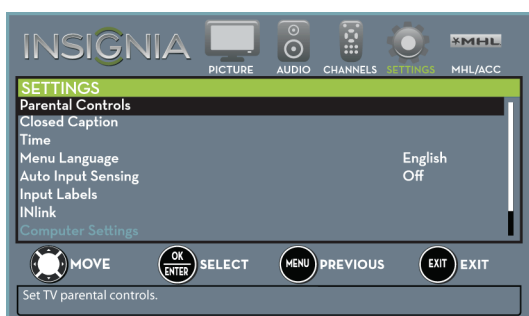 INSIGNIA
PICTURE AUDIO CHANNELS SETTINGS MHL/ACC
MHL
SETTINGS
Parental Controls
Closed Caption
Time
Menu Language English
Auto Input Sensing Off
Input Labels
INlink
Computer Settings
MOVE OK ENTER SELECT MENU PREVIOUS EXIT EXIT
Set TV parental controls.